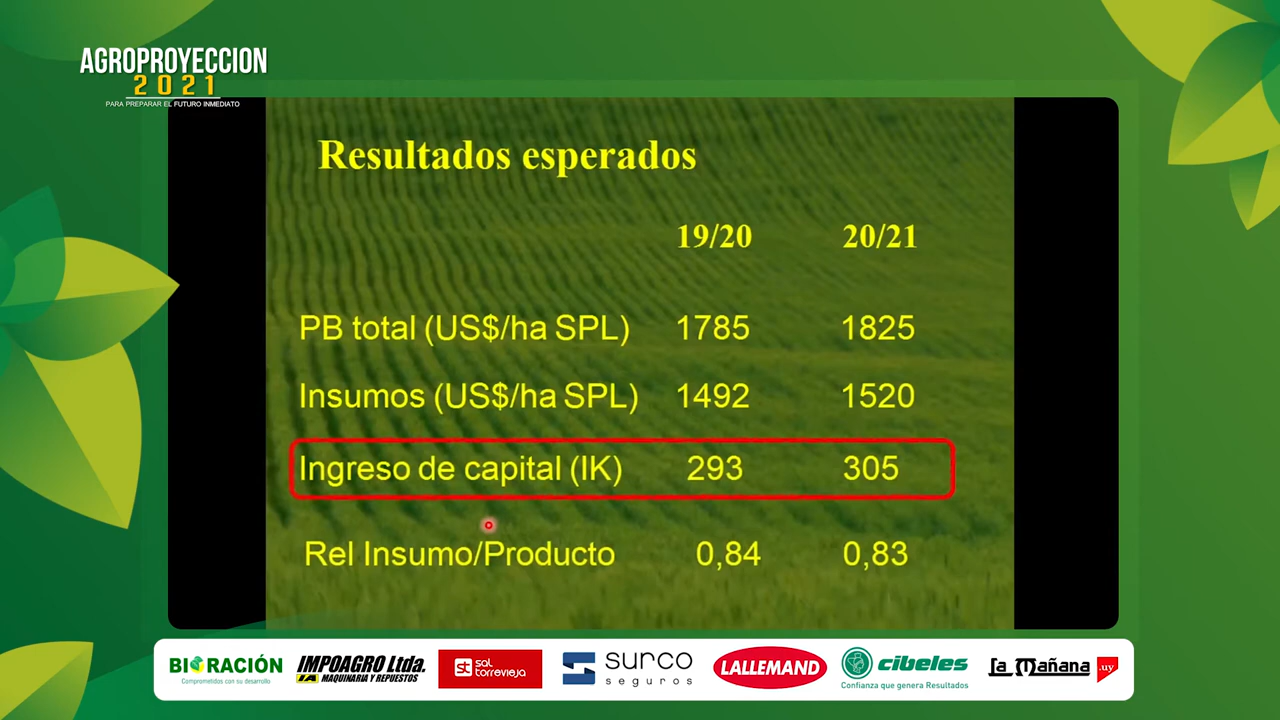 AGROPROYECCION
2021
PARA PREPARAR EL FUTURO INMEDIATO
Resultados esperados
19/20 20/21
PB total (US$/ha SPL) 1785 1825
Insumos (US$/ha SPL) 1492 1520
Ingreso de capital (IK) 293 305
Rel Insumo/Producto 0,84 0,83
BIORACIÓN
Comprometidos con su desarrollo
IMPOAGRO Ltda.
IA MAQUINARIA Y REPUESTOS
st sal torrevieja
surco
seguros
LALLEMAND
cibeles
Confianza que genera Resultados
la Mañana .uy